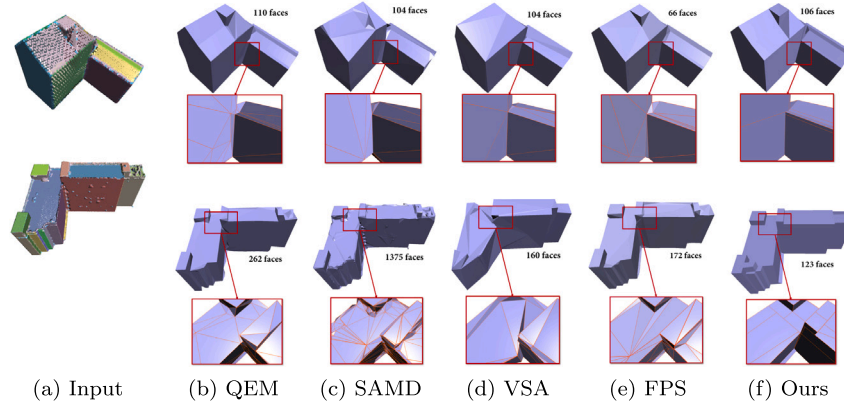 110 faces 104 faces 104 faces 66 faces 106 faces
262 faces 1375 faces 160 faces 172 faces 123 faces
(a) Input (b) QEM (c) SAMD (d) VSA (e) FPS (f) Ours